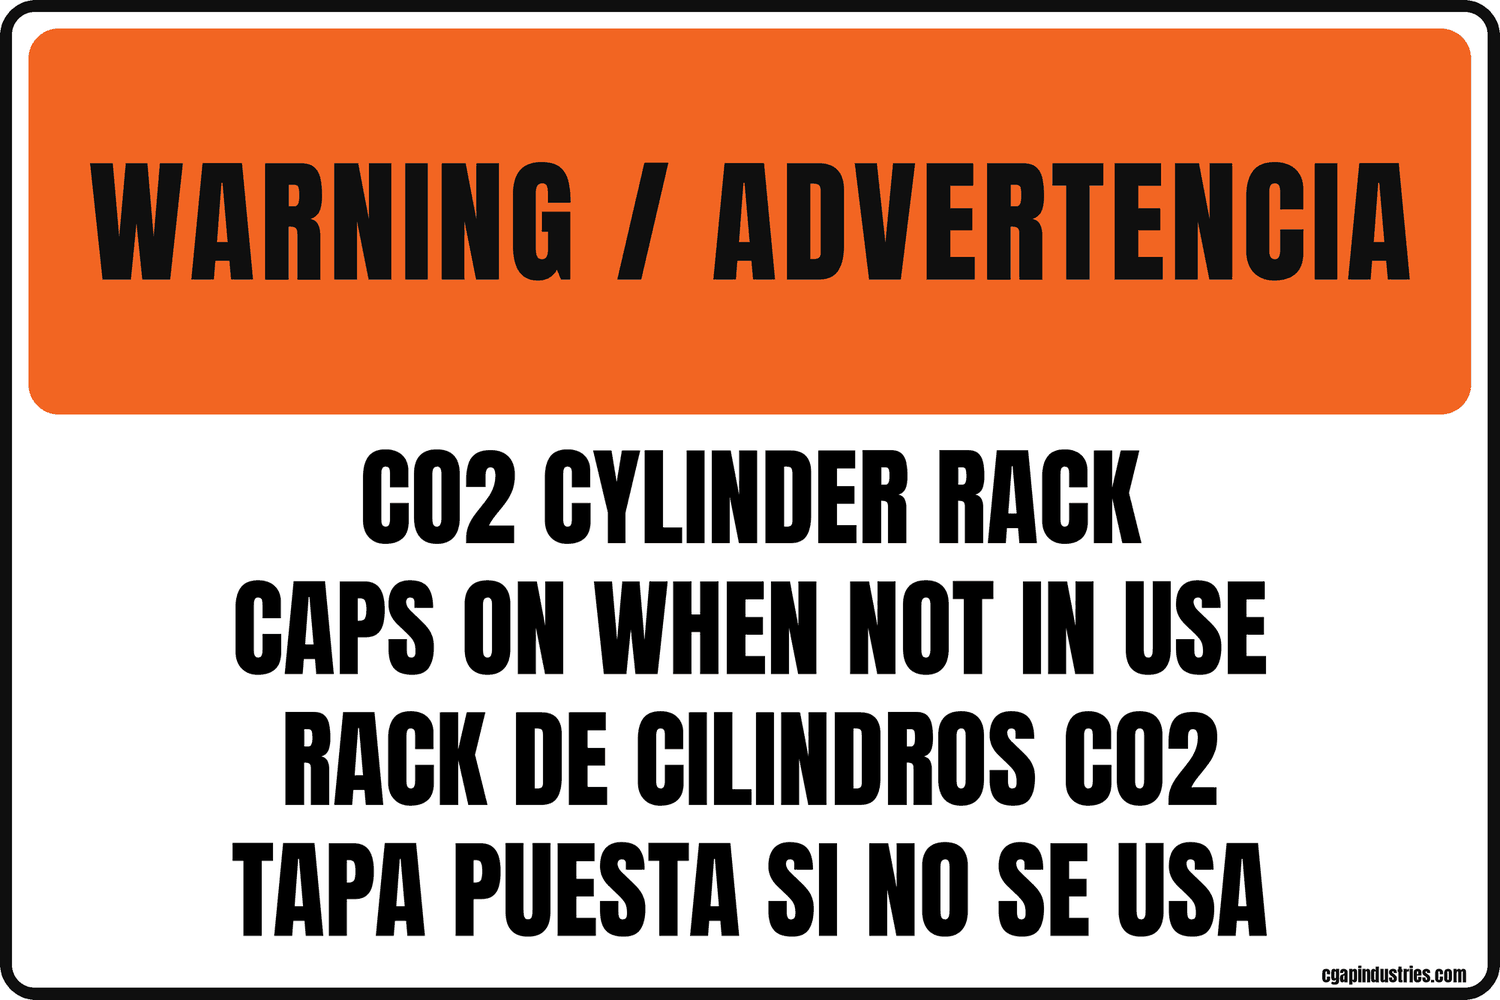 WARNING / ADVERTENCIA
CO2 CYLINDER RACK
CAPS ON WHEN NOT IN USE
RACK DE CILINDROS CO2
TAPA PUESTA SI NO SE USA
cgapindustries.com